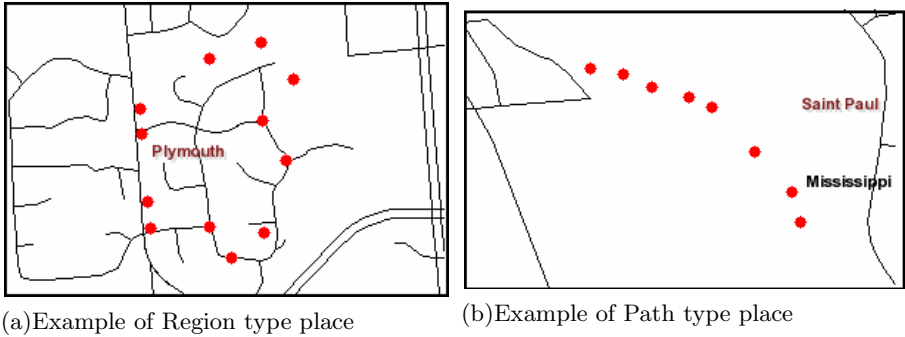 Plymouth
(a)Example of Region type place
Saint Paul
Mississippi
(b)Example of Path type place